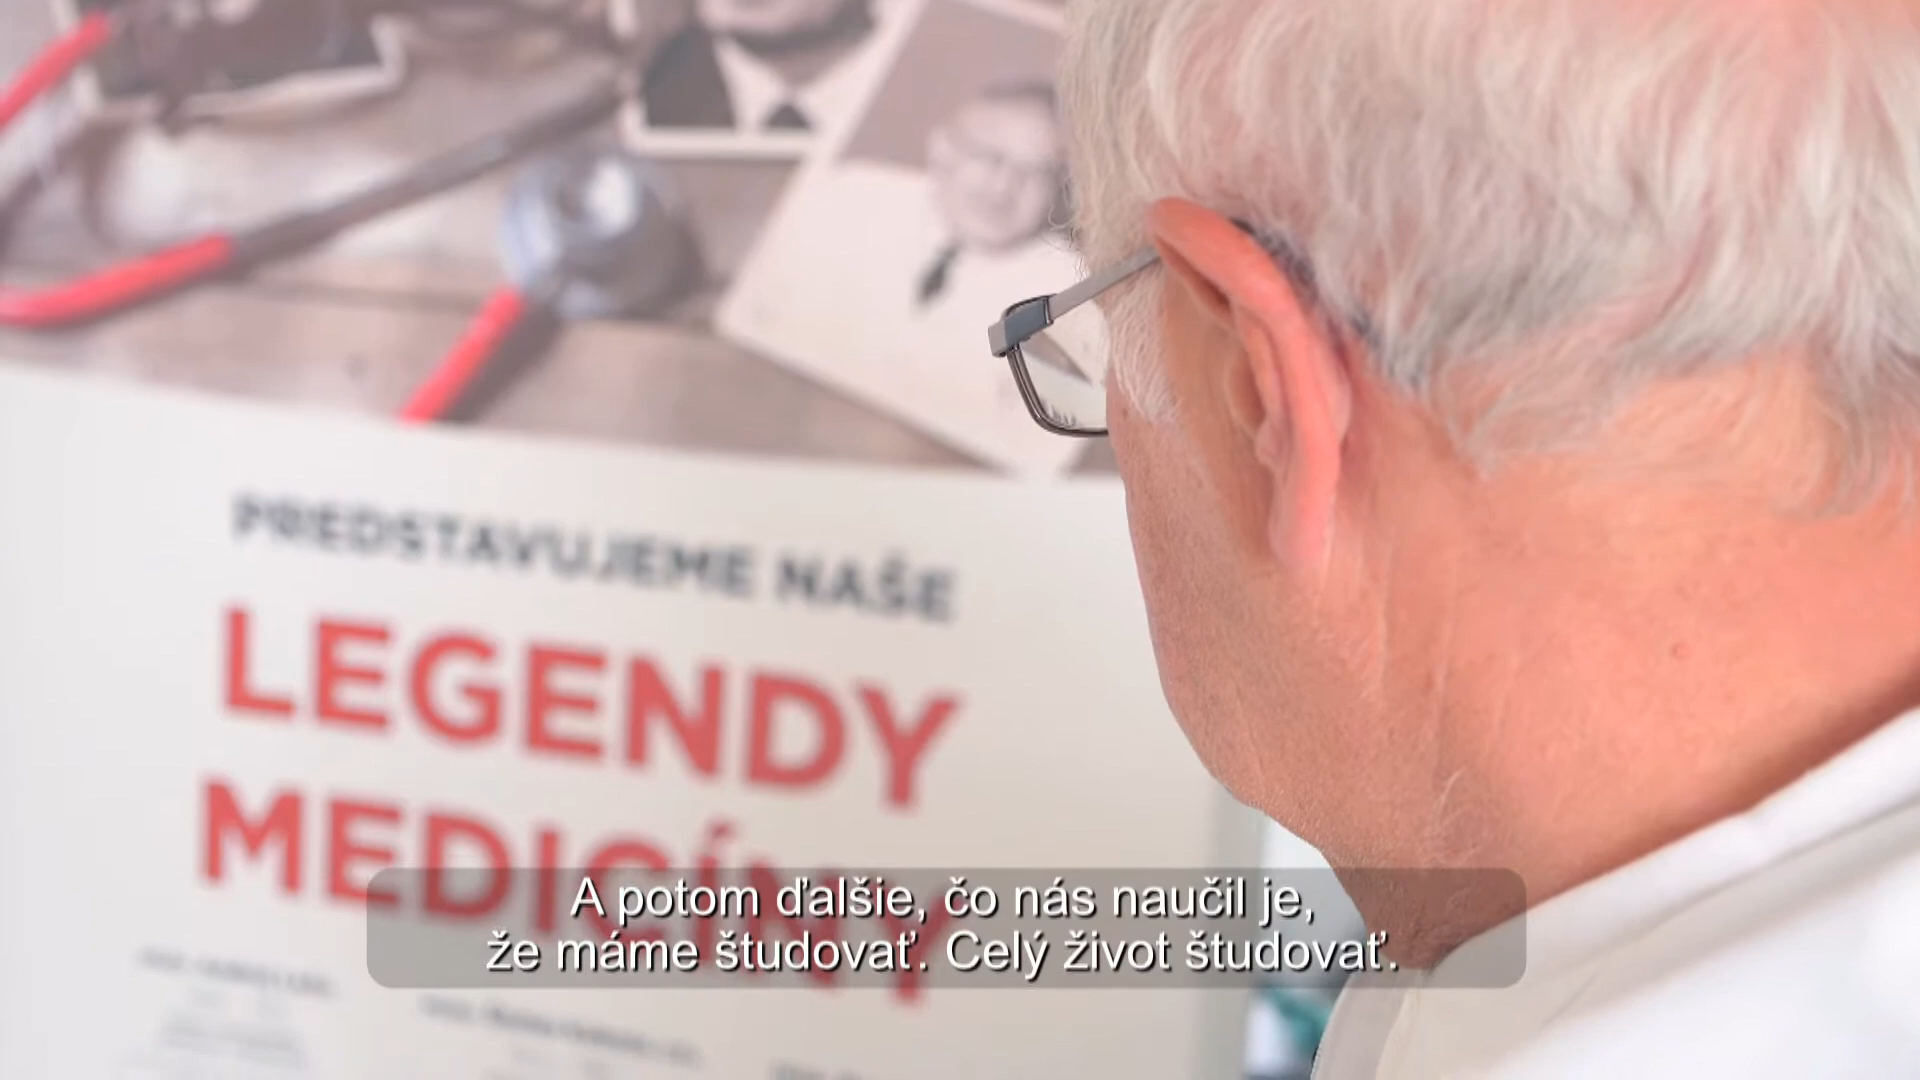 PREDSTAVUJEME NAŠE
LEGENDY
MEDICÍNY
A potom ďalšie, čo nás naučil je,
že máme študovať. Celý život študovať.